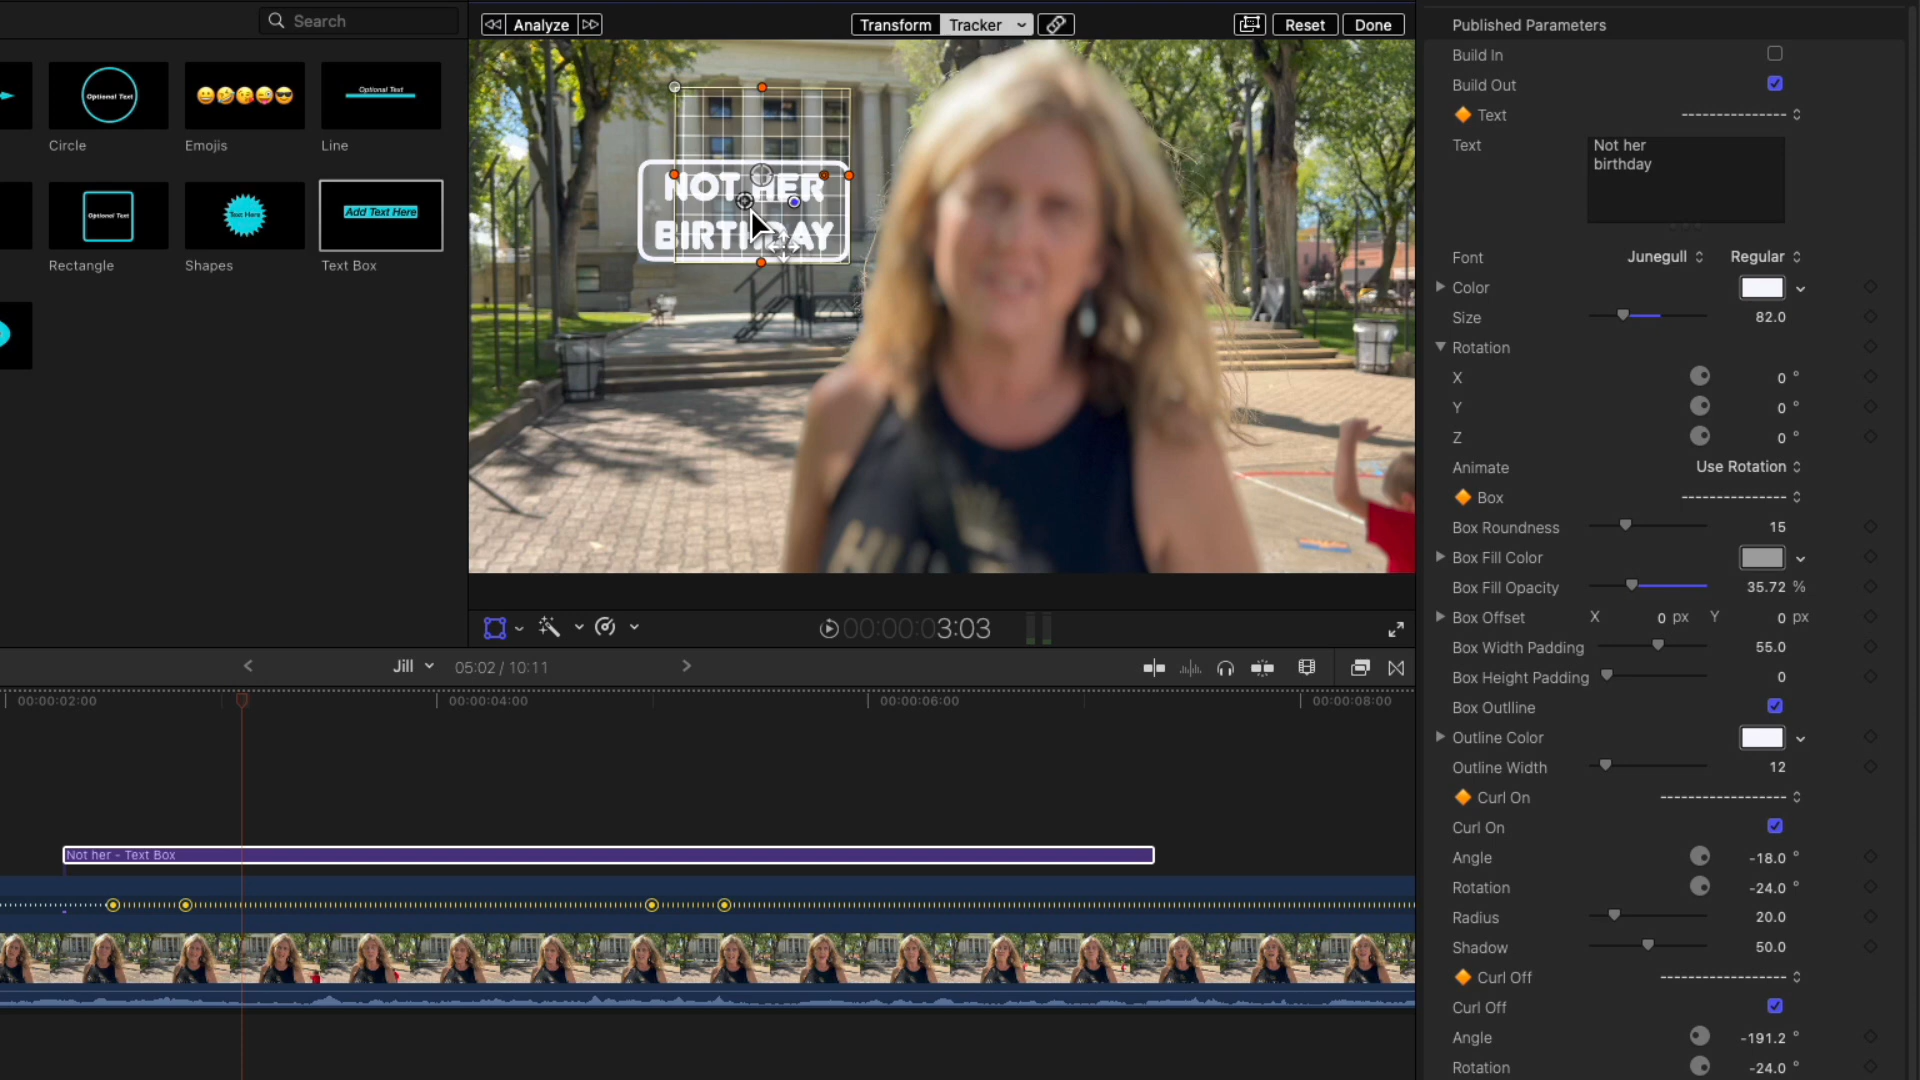 Search
Analyze
Transform
Tracker
Reset
Done
Optional Text
Optional Text
Circle
Emojis
Line
Optional Text
Text Here
Add Text Here
Rectangle
Shapes
Text Box
NOT HER
BIRTHDAY
00:00:00:03:03
Jill
05:02 / 10:11
00:00:02:00
00:00:04:00
00:00:06:00
00:00:08:00
Not her - Text Box
Published Parameters
Build In
Build Out
Text
Text
Not her
birthday
Font
Junegull
Regular
Color
Size
82.0
Rotation
X
0 °
Y
0 °
Z
0 °
Animate
Use Rotation
Box
Box Roundness
15
Box Fill Color
Box Fill Opacity
35.72 %
Box Offset
X 0 px Y 0 px
Box Width Padding
55.0
Box Height Padding
0
Box Outlline
Outline Color
Outline Width
12
Curl On
Curl On
Angle
-18.0 °
Rotation
-24.0 °
Radius
20.0
Shadow
50.0
Curl Off
Curl Off
Angle
-191.2 °
Rotation
-24.0 °